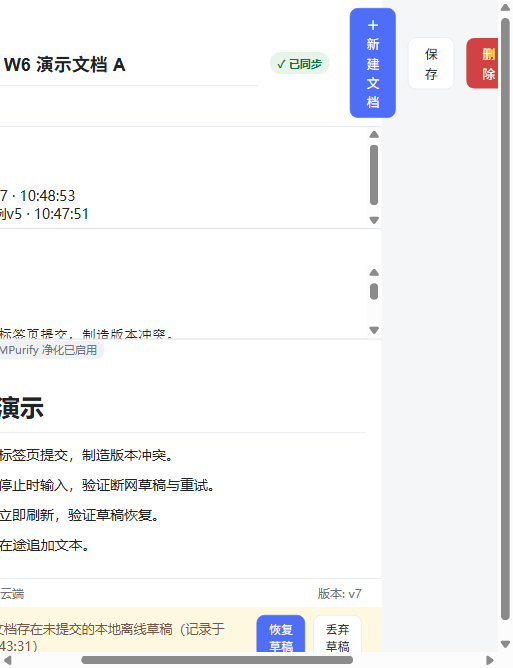 W6 演示文档 A
✓ 已同步
+
新
建
文
档
保
存
删
除
7 · 10:48:53
列v5 · 10:47:51
标签页提交，制造版本冲突。
MPurify 净化已启用
演示
标签页提交，制造版本冲突。
停止时输入，验证断网草稿与重试。
立即刷新，验证草稿恢复。
在途追加文本。
云端
版本: v7
文档存在未提交的本地离线草稿（记录于
43:31）
恢复
草稿
丢弃
草稿